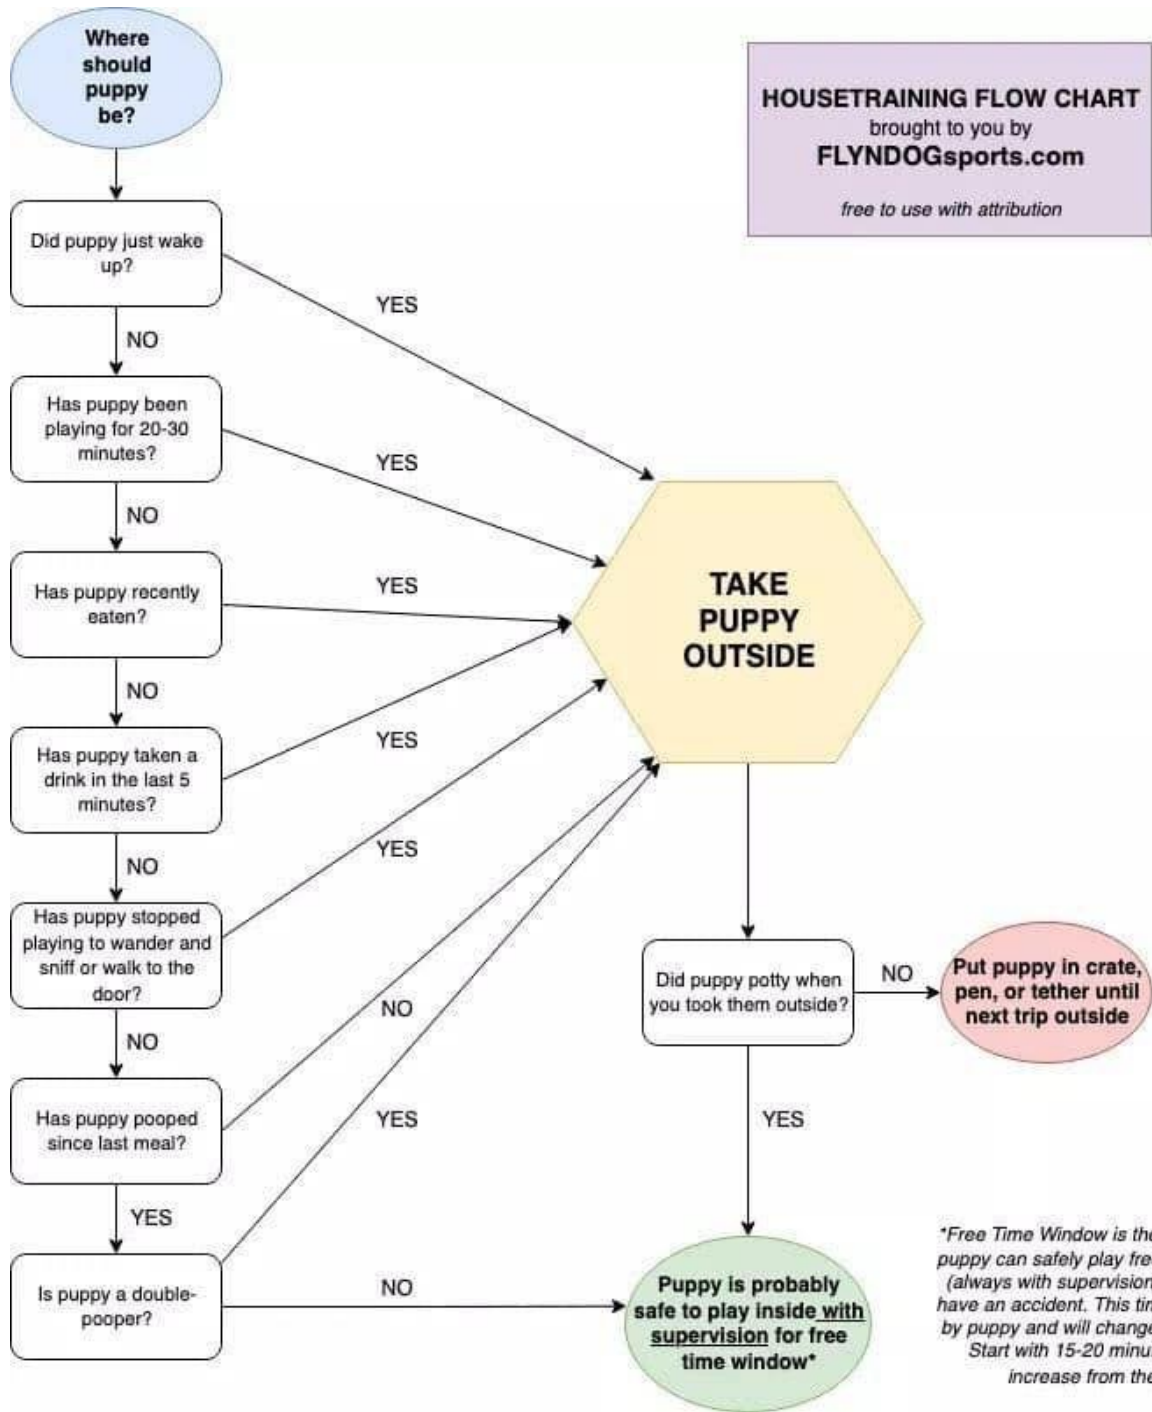 Where
should
puppy
be?
HOUSETRAINING FLOW CHART
brought to you by
FLYNDOGsports.com
free to use with attribution
Did puppy just wake
up?
YES
NO
Has puppy been
playing for 20-30
minutes?
YES
NO
Has puppy recently
eaten?
YES
NO
TAKE
PUPPY
OUTSIDE
Has puppy taken a
drink in the last 5
minutes?
YES
NO
Has puppy stopped
playing to wander and
sniff or walk to the
door?
YES
NO
Has puppy pooped
since last meal?
NO
YES
Is puppy a double-
pooper?
YES
NO
Did puppy potty when
you took them outside?
NO
Put puppy in crate,
pen, or tether until
next trip outside
YES
Puppy is probably
safe to play inside with
supervision for free
time window*
*Free Time Window is the
puppy can safely play
(always with supervision
have an accident. This
by puppy and will change
Start with 15-20
increase from